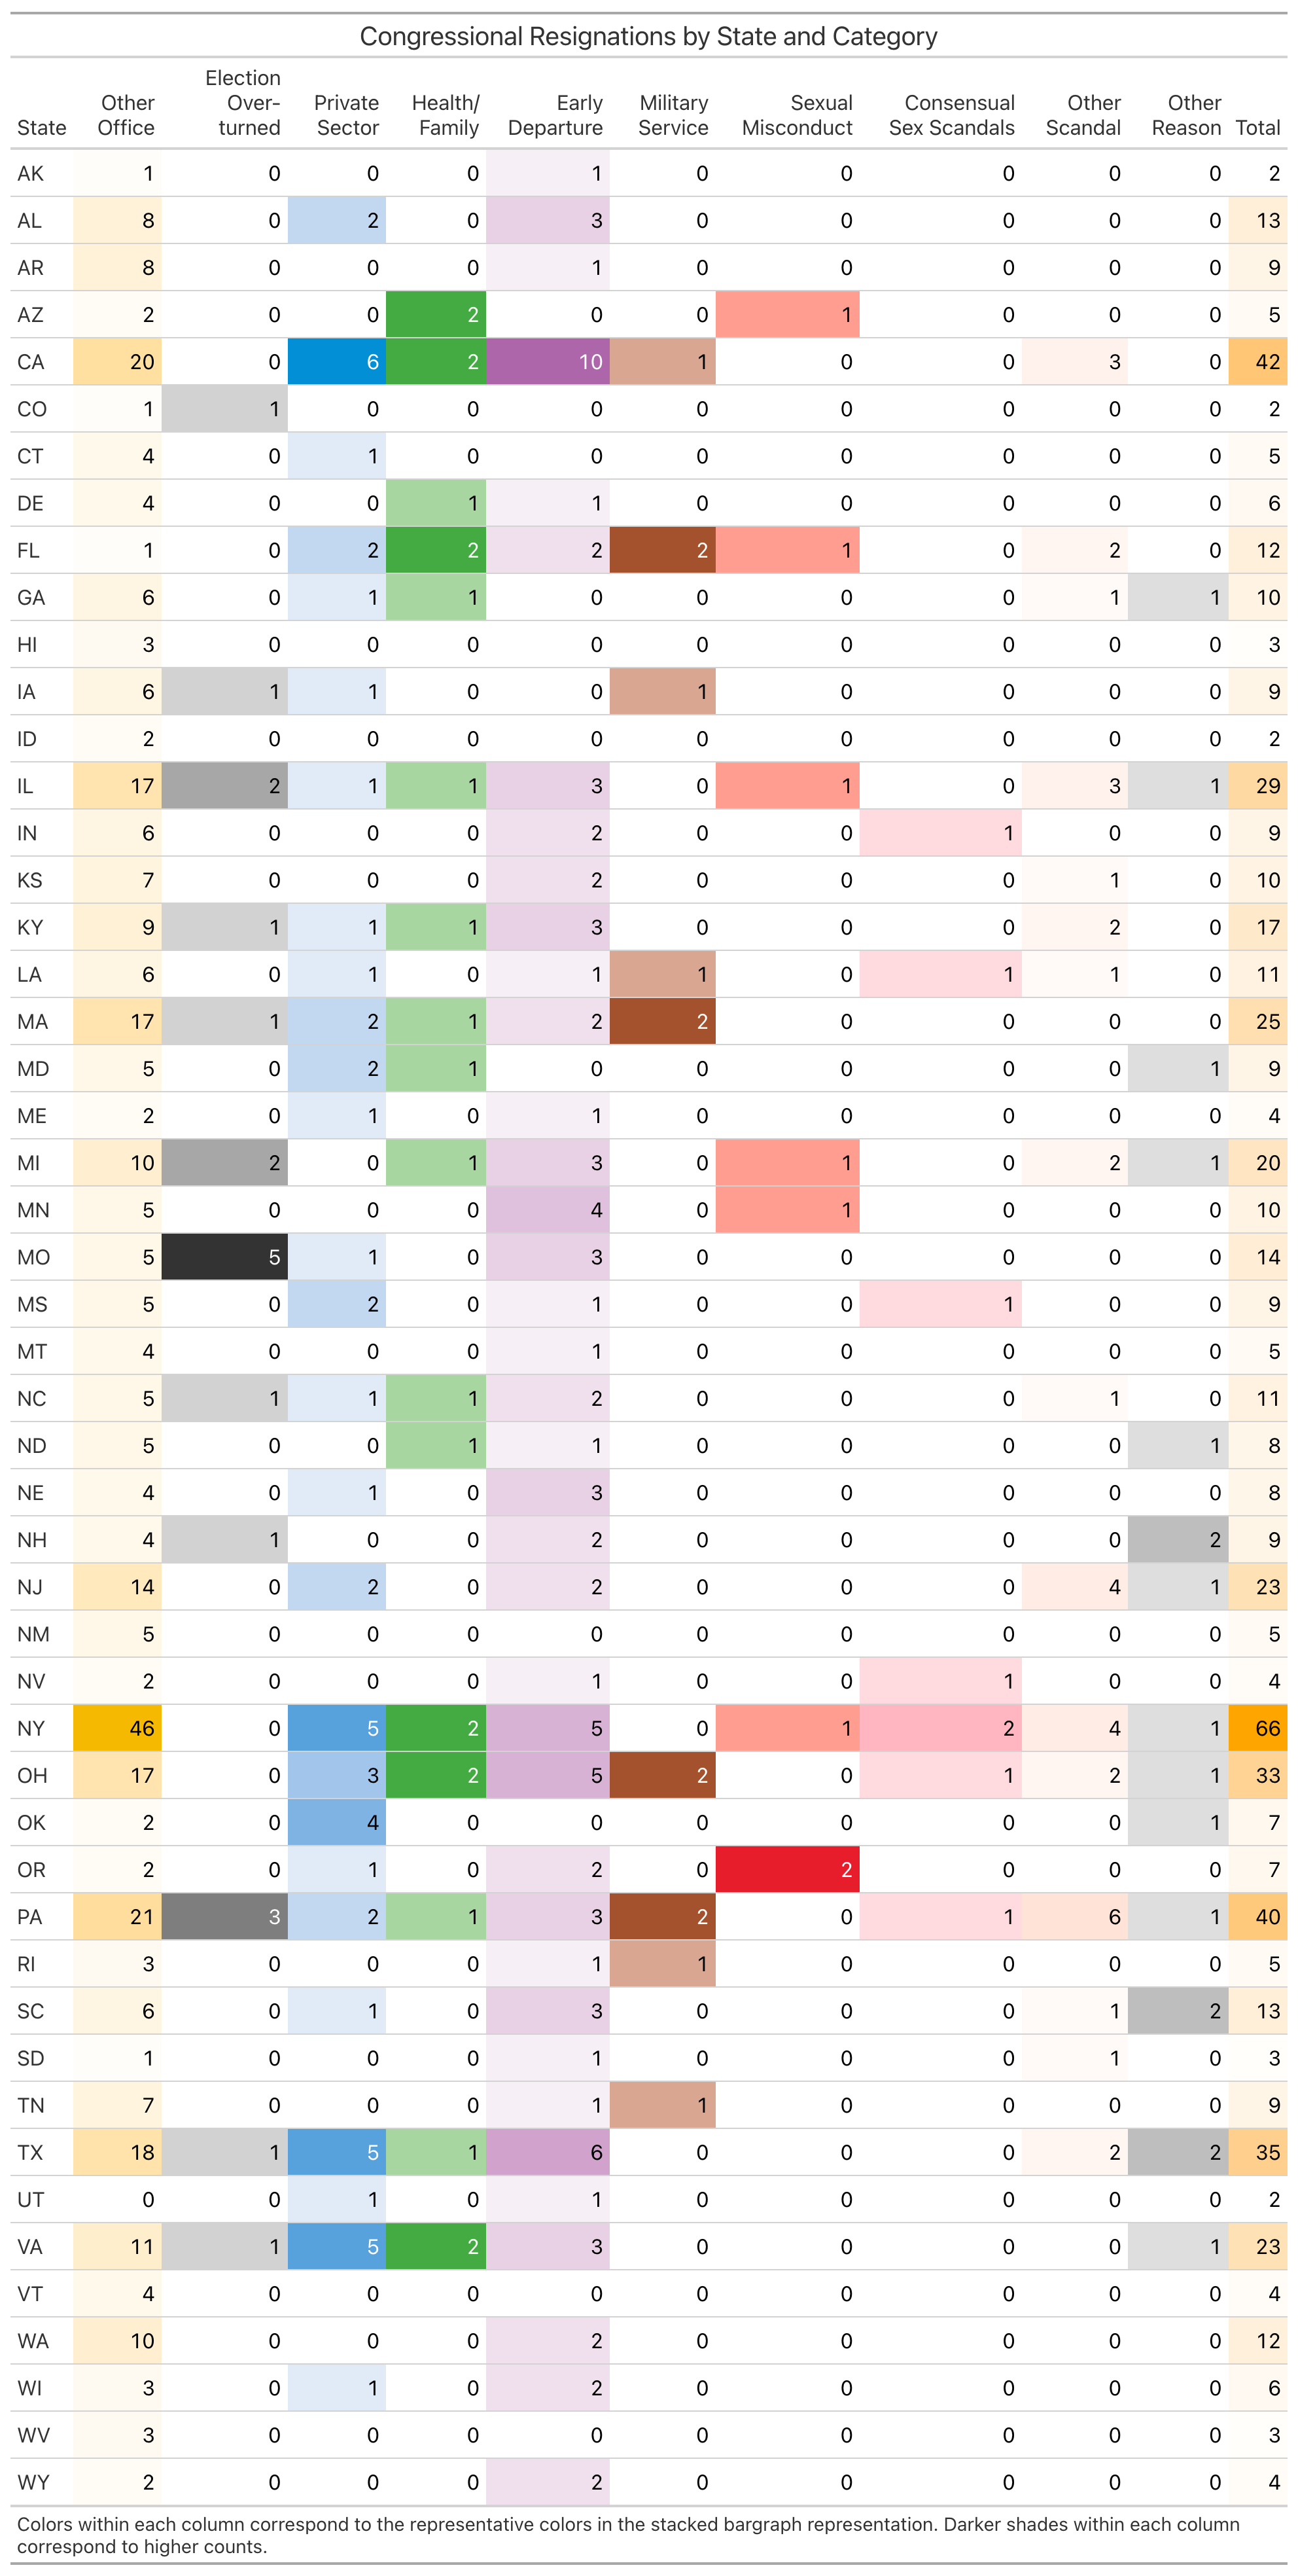 Congressional Resignations by State and Category
State Other Office Election Over-turned Private Sector Health/Family Early Departure Military Service Sexual Misconduct Consensual Sex Scandals Other Scandal Other Reason Total
AK 1 0 0 0 1 0 0 0 0 0 2
AL 8 0 2 0 3 0 0 0 0 0 13
AR 8 0 0 0 1 0 0 0 0 0 9
AZ 2 0 0 2 0 0 1 0 0 0 5
CA 20 0 6 2 10 1 0 0 3 0 42
CO 1 1 0 0 0 0 0 0 0 0 2
CT 4 0 1 0 0 0 0 0 0 0 5
DE 4 0 0 1 1 0 0 0 0 0 6
FL 1 0 2 2 2 2 1 0 2 0 12
GA 6 0 1 1 0 0 0 0 1 1 10
HI 3 0 0 0 0 0 0 0 0 0 3
IA 6 1 1 0 0 1 0 0 0 0 9
ID 2 0 0 0 0 0 0 0 0 0 2
IL 17 2 1 1 3 0 1 0 3 1 29
IN 6 0 0 0 2 0 0 1 0 0 9
KS 7 0 0 0 2 0 0 0 1 0 10
KY 9 1 1 1 3 0 0 0 2 0 17
LA 6 0 1 0 1 1 0 1 1 0 11
MA 17 1 2 1 2 2 0 0 0 0 25
MD 5 0 2 1 0 0 0 0 0 1 9
ME 2 0 1 0 1 0 0 0 0 0 4
MI 10 2 0 1 3 0 1 0 2 1 20
MN 5 0 0 0 4 0 1 0 0 0 10
MO 5 5 1 0 3 0 0 0 0 0 14
MS 5 0 2 0 1 0 0 1 0 0 9
MT 4 0 0 0 1 0 0 0 0 0 5
NC 5 1 1 1 2 0 0 0 1 0 11
ND 5 0 0 1 1 0 0 0 0 1 8
NE 4 0 1 0 3 0 0 0 0 0 8
NH 4 1 0 0 2 0 0 0 0 2 9
NJ 14 0 2 0 2 0 0 0 4 1 23
NM 5 0 0 0 0 0 0 0 0 0 5
NV 2 0 0 0 1 0 0 1 0 0 4
NY 46 0 5 2 5 0 1 2 4 1 66
OH 17 0 3 2 5 2 0 1 2 1 33
OK 2 0 4 0 0 0 0 0 0 1 7
OR 2 0 1 0 2 0 2 0 0 0 7
PA 21 3 2 1 3 2 0 1 6 1 40
RI 3 0 0 0 1 1 0 0 0 0 5
SC 6 0 1 0 3 0 0 0 1 2 13
SD 1 0 0 0 1 0 0 0 1 0 3
TN 7 0 0 0 1 1 0 0 0 0 9
TX 18 1 5 1 6 0 0 0 2 2 35
UT 0 0 1 0 1 0 0 0 0 0 2
VA 11 1 5 2 3 0 0 0 0 1 23
VT 4 0 0 0 0 0 0 0 0 0 4
WA 10 0 0 0 2 0 0 0 0 0 12
WI 3 0 1 0 2 0 0 0 0 0 6
WV 3 0 0 0 0 0 0 0 0 0 3
WY 2 0 0 0 2 0 0 0 0 0 4
Colors within each column correspond to the representative colors in the stacked bargraph representation. Darker shades within each column
correspond to higher counts.